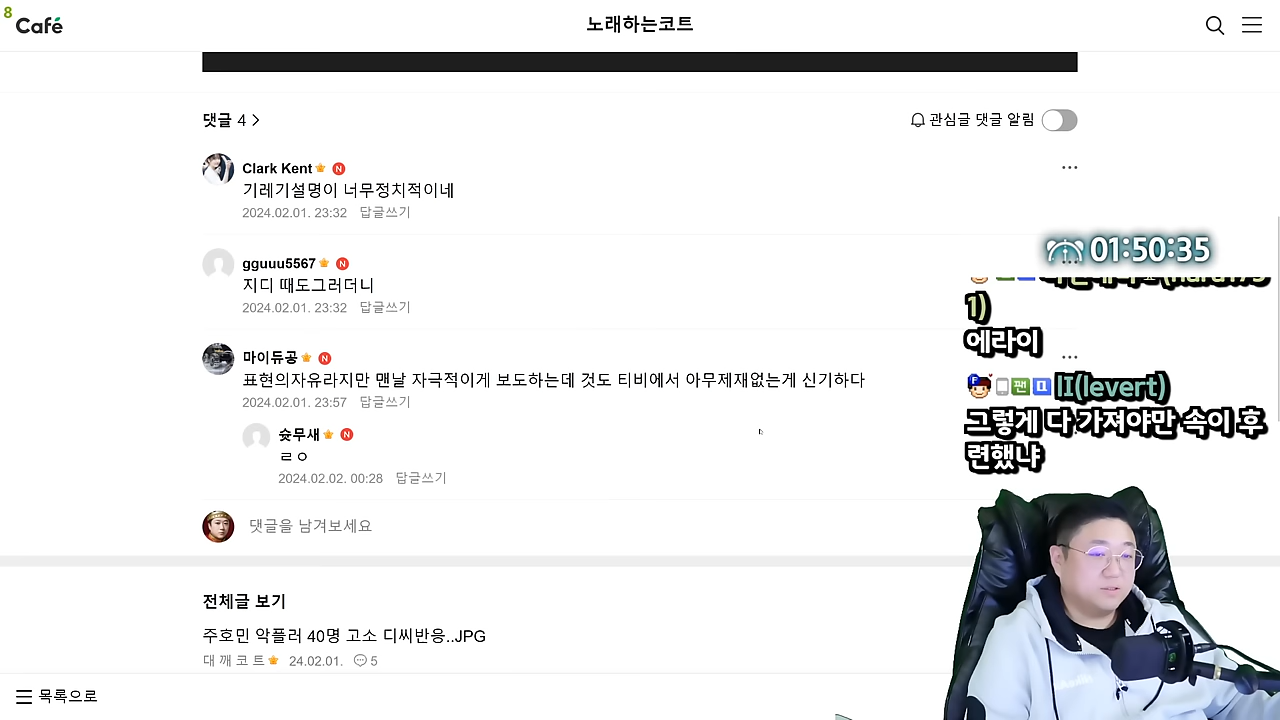 8
Café
노래하는코트
댓글 4
관심글 댓글 알림
Clark Kent
기레기설명이 너무정치적이네
2024.02.01. 23:32 답글쓰기
01:50:35
gguuu5567
지디 때도그러더니
2024.02.01. 23:32 답글쓰기
1)
에라이
마이듀공
표현의자유라지만 맨날 자극적이게 보도하는데 것도 티비에서 아무제재없는게 신기하다
2024.02.01. 23:57 답글쓰기
lI(levert)
그렇게 다 가져야만 속이 후
련했냐
슛무새
ㄹㅇ
2024.02.02. 00:28 답글쓰기
댓글을 남겨보세요
전체글 보기
주호민 악플러 40명 고소 디씨반응..JPG
대 깨 코 트 24.02.01. 5
목록으로